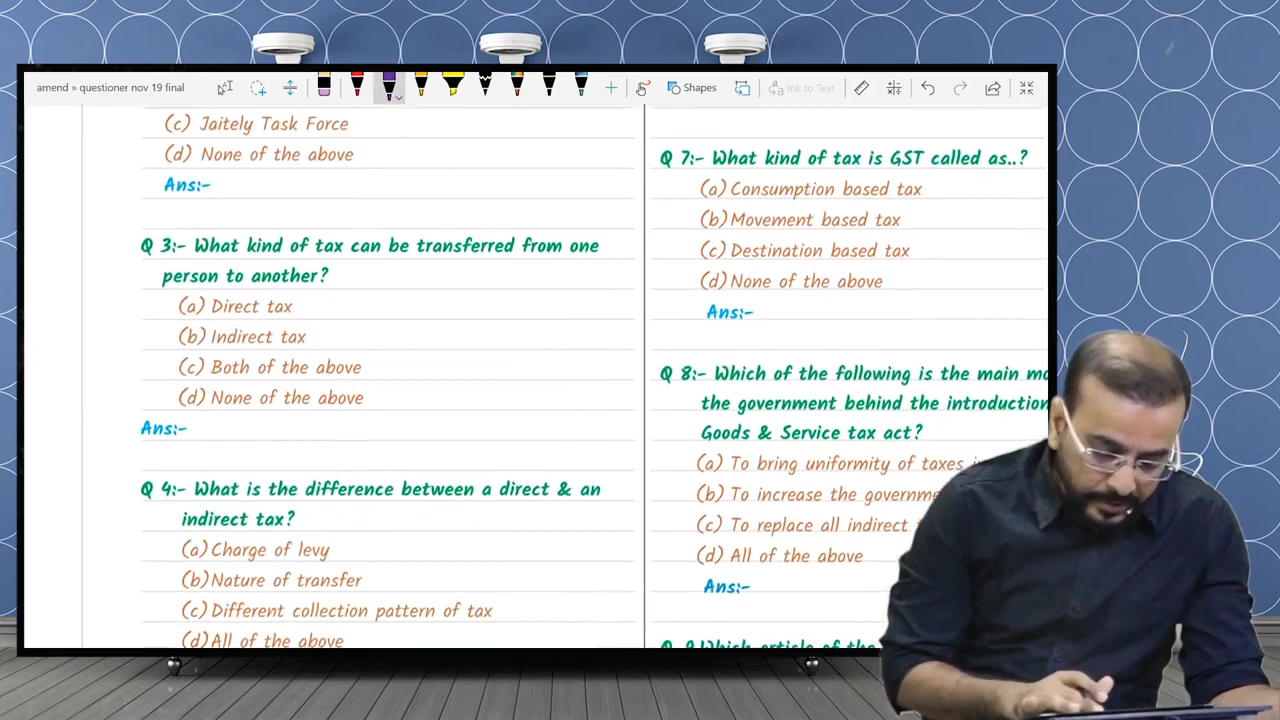 amend » questioner nov 19 final
Shapes
Ink to Text
(c) Jaitely Task Force
(d) None of the above
Ans:-
Q 3:- What kind of tax can be transferred from one
person to another?
(a) Direct tax
(b) Indirect tax
(c) Both of the above
(d) None of the above
Ans:-
Q 4:- What is the difference between a direct & an
indirect tax?
(a) Charge of levy
(b) Nature of transfer
(c) Different collection pattern of tax
(d) All of the above
Q 7:- What kind of tax is GST called as..?
(a) Consumption based tax
(b) Movement based tax
(c) Destination based tax
(d) None of the above
Ans:-
Q 8:- Which of the following is the main
the government behind the introduction
Goods & Service tax act?
(a) To bring uniformity of taxes
(b) To increase the
(c) To replace all indirect
(d) All of the above
Ans:-
Q 9 Which article of the